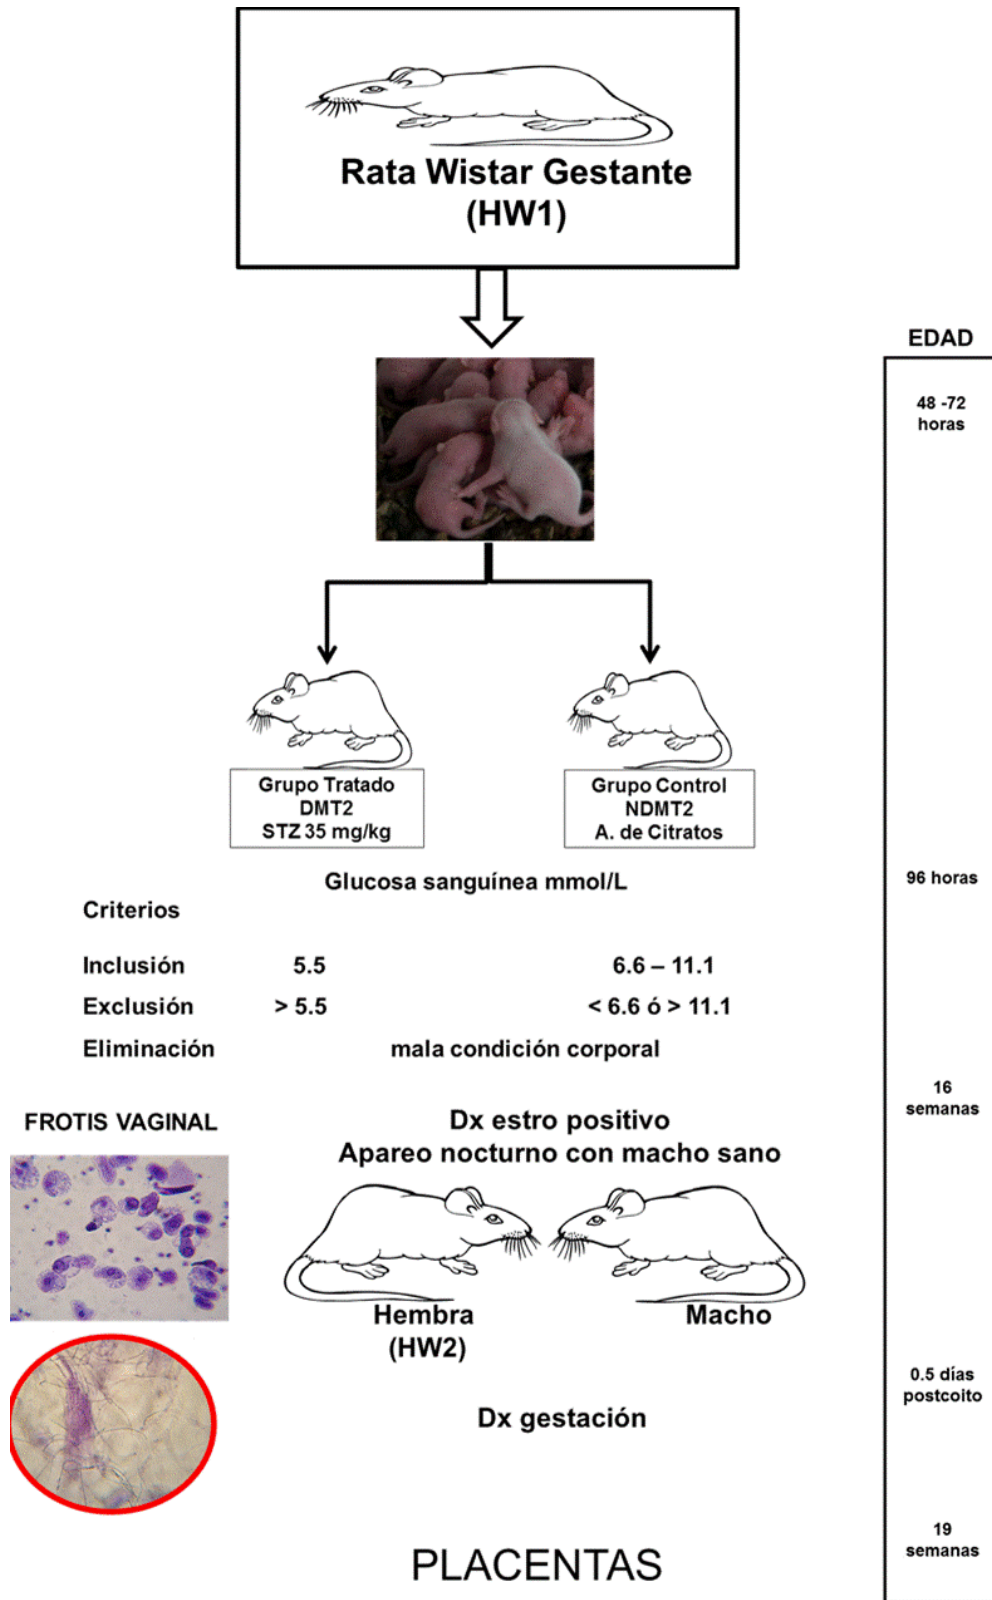 Rata Wistar Gestante
(HW1)
EDAD
48 -72
horas
Grupo Tratado
DMT2
STZ 35 mg/kg
Grupo Control
NDMT2
A. de Citratos
Glucosa sanguínea mmol/L
96 horas
Criterios
Inclusión 5.5 6.6 – 11.1
Exclusión > 5.5 < 6.6 ó > 11.1
Eliminación mala condición corporal
16
semanas
FROTIS VAGINAL
Dx estro positivo
Apareo nocturno con macho sano
Hembra
(HW2)
Macho
0.5 días
postcoito
Dx gestación
19
semanas
PLACENTAS